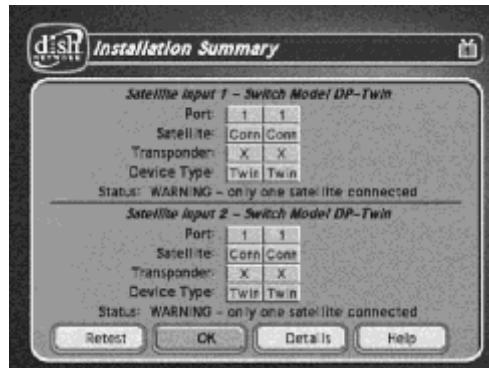 dish
NETWORK
Installation Summary
Satellite Input 1 - Switch Model DP-Twin
Port: 1 1
Satellite: Conn Conn
Transponder: X X
Device Type: Twin Twin
Status: WARNING - only one satellite connected
Satellite Input 2 - Switch Model DP-Twin
Port: 1 1
Satellite: Conn Conn
Transponder: X X
Device Type: Twin Twin
Status: WARNING - only one satellite connected
Retest OK Details Help